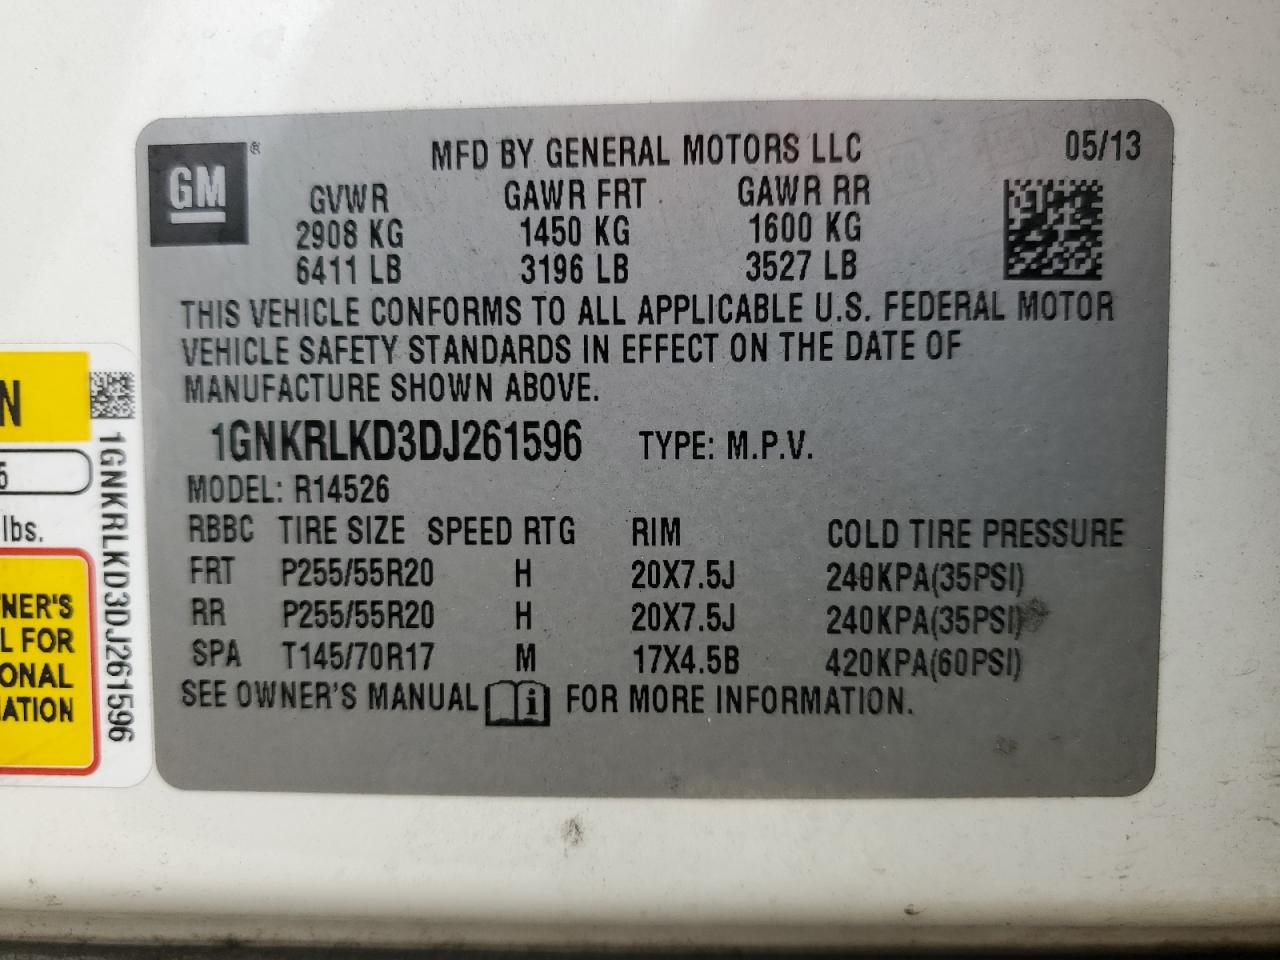 GM ®
MFD BY GENERAL MOTORS LLC 05/13
GVWR GAWR FRT GAWR RR
2908 KG 1450 KG 1600 KG
6411 LB 3196 LB 3527 LB
THIS VEHICLE CONFORMS TO ALL APPLICABLE U.S. FEDERAL MOTOR
VEHICLE SAFETY STANDARDS IN EFFECT ON THE DATE OF
MANUFACTURE SHOWN ABOVE.
1GNKRLKD3DJ261596 TYPE: M.P.V.
MODEL: R14526
RBBC TIRE SIZE SPEED RTG RIM COLD TIRE PRESSURE
FRT P255/55R20 H 20X7.5J 240KPA(35PSI)
RR P255/55R20 H 20X7.5J 240KPA(35PSI)
SPA T145/70R17 M 17X4.5B 420KPA(60PSI)
SEE OWNER'S MANUAL i FOR MORE INFORMATION.
N
5
lbs.
NER'S
L FOR
ONAL
ATION
1GNKRLKD3DJ261596